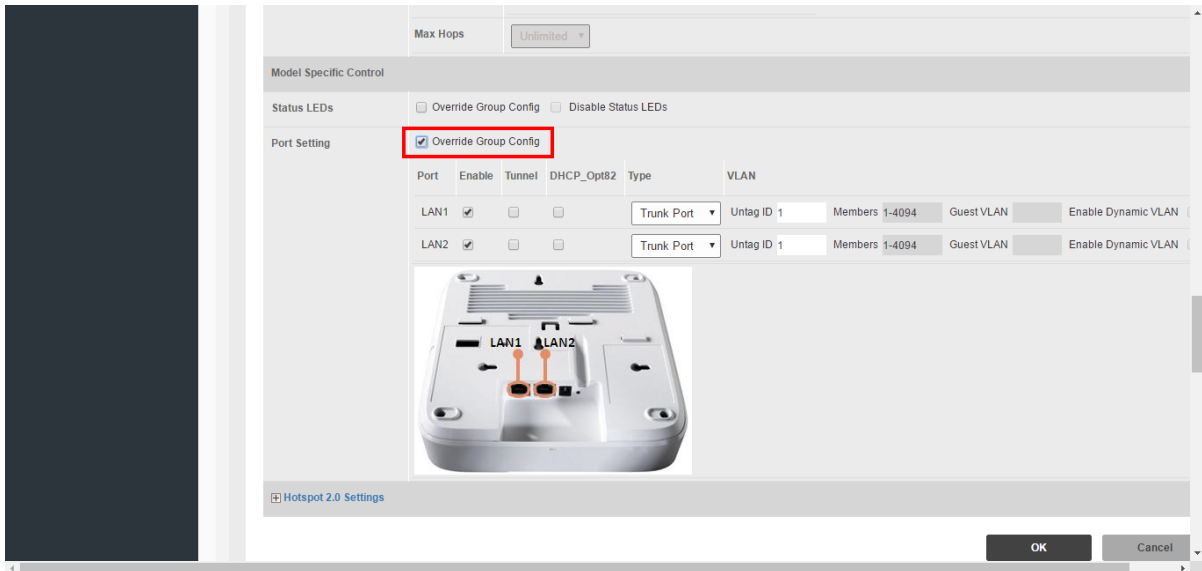 Max Hops Unlimited
Model Specific Control
Status LEDs Override Group Config Disable Status LEDs
Port Setting Override Group Config
Port Enable Tunnel DHCP_Opt82 Type VLAN
LAN1 Trunk Port Untag ID 1 Members 1-4094 Guest VLAN Enable Dynamic VLAN
LAN2 Trunk Port Untag ID 1 Members 1-4094 Guest VLAN Enable Dynamic VLAN
LAN1 LAN2
Hotspot 2.0 Settings
OK Cancel